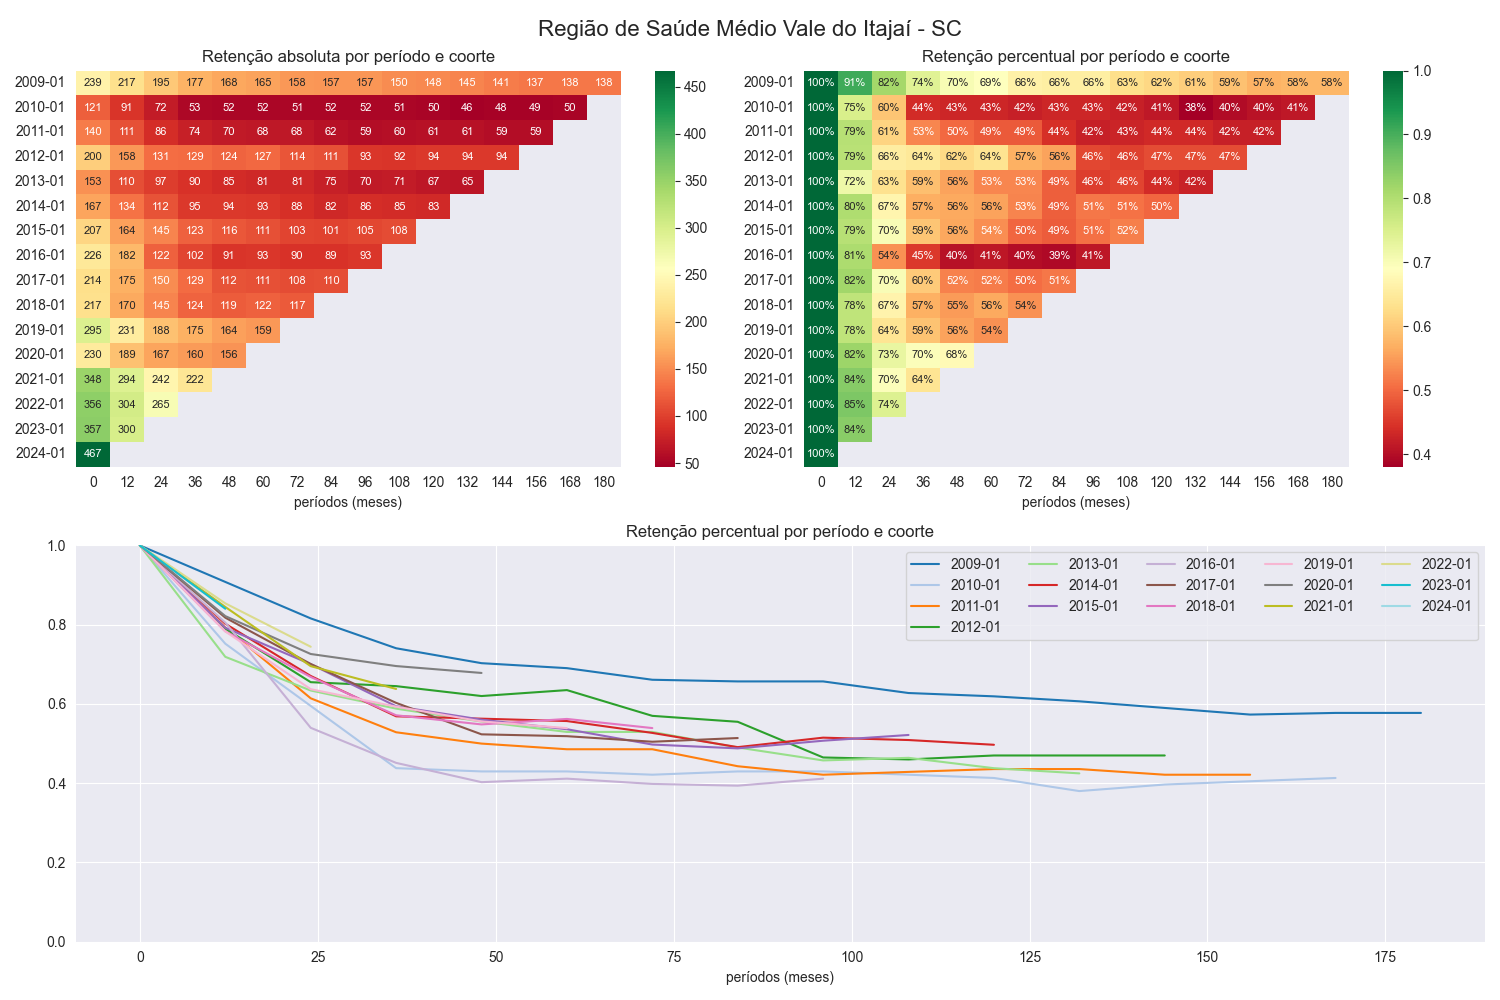 Região de Saúde Médio Vale do Itajaí - SC
Retenção absoluta por período e coorte
2009-01 239 217 195 177 168 165 158 157 157 150 148 145 141 137 138 138
2010-01 121 91 72 53 52 52 51 52 52 51 50 46 48 49 50
2011-01 140 111 86 74 70 68 68 62 59 60 61 61 59 59
2012-01 200 158 131 129 124 127 114 111 93 92 94 94 94
2013-01 153 110 97 90 85 81 81 75 70 71 67 65
2014-01 167 134 112 95 94 93 88 82 86 85 83
2015-01 207 164 145 123 116 111 103 101 105 108
2016-01 226 182 122 102 91 93 90 89 93
2017-01 214 175 150 129 112 111 108 110
2018-01 217 170 145 124 119 122 117
2019-01 295 231 188 175 164 159
2020-01 230 189 167 160 156
2021-01 348 294 242 222
2022-01 356 304 265
2023-01 357 300
2024-01 467
0 12 24 36 48 60 72 84 96 108 120 132 144 156 168 180
períodos (meses)
450
400
350
300
250
200
150
100
50
Retenção percentual por período e coorte
2009-01 100% 91% 82% 74% 70% 69% 66% 66% 66% 63% 62% 61% 59% 57% 58% 58%
2010-01 100% 75% 60% 44% 43% 43% 42% 43% 43% 42% 41% 38% 40% 40% 41%
2011-01 100% 79% 61% 53% 50% 49% 49% 44% 42% 43% 44% 44% 42% 42%
2012-01 100% 79% 66% 64% 62% 64% 57% 56% 46% 46% 47% 47% 47%
2013-01 100% 72% 63% 59% 56% 53% 53% 49% 46% 46% 44% 42%
2014-01 100% 80% 67% 57% 56% 56% 53% 49% 51% 51% 50%
2015-01 100% 79% 70% 59% 56% 54% 50% 49% 51% 52%
2016-01 100% 81% 54% 45% 40% 41% 40% 39% 41%
2017-01 100% 82% 70% 60% 52% 52% 50% 51%
2018-01 100% 78% 67% 57% 55% 56% 54%
2019-01 100% 78% 64% 59% 56% 54%
2020-01 100% 82% 73% 70% 68%
2021-01 100% 84% 70% 64%
2022-01 100% 85% 74%
2023-01 100% 84%
2024-01 100%
0 12 24 36 48 60 72 84 96 108 120 132 144 156 168 180
períodos (meses)
1.0
0.9
0.8
0.7
0.6
0.5
0.4
Retenção percentual por período e coorte
1.0
0.8
0.6
0.4
0.2
0.0
2009-01 2013-01 2016-01 2019-01 2022-01
2010-01 2014-01 2017-01 2020-01 2023-01
2011-01 2015-01 2018-01 2021-01 2024-01
2012-01
0 25 50 75 100 125 150 175
períodos (meses)